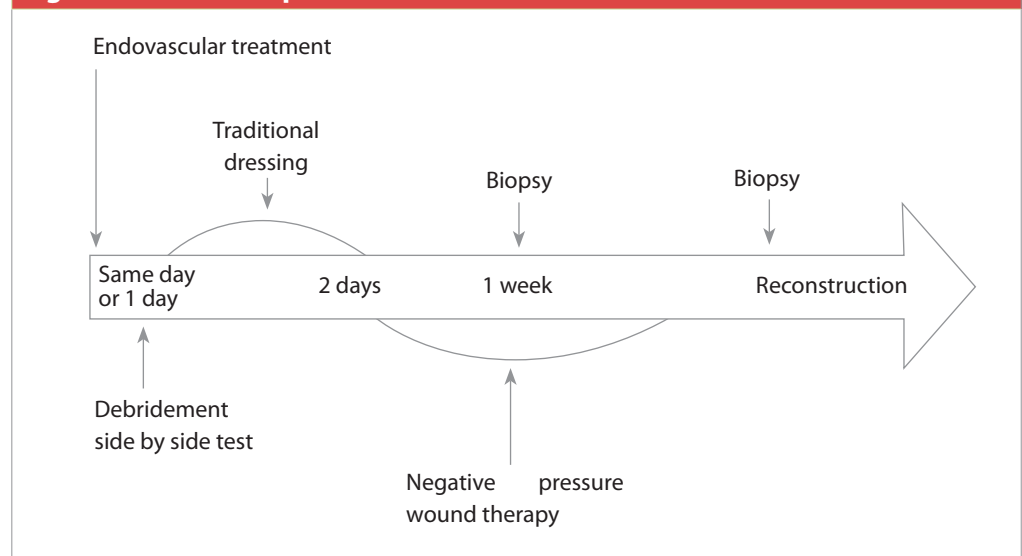 Endovascular treatment
Traditional
dressing
Biopsy
Biopsy
Same day
or 1 day
2 days
1 week
Reconstruction
Debridement
side by side test
Negative pressure
wound therapy